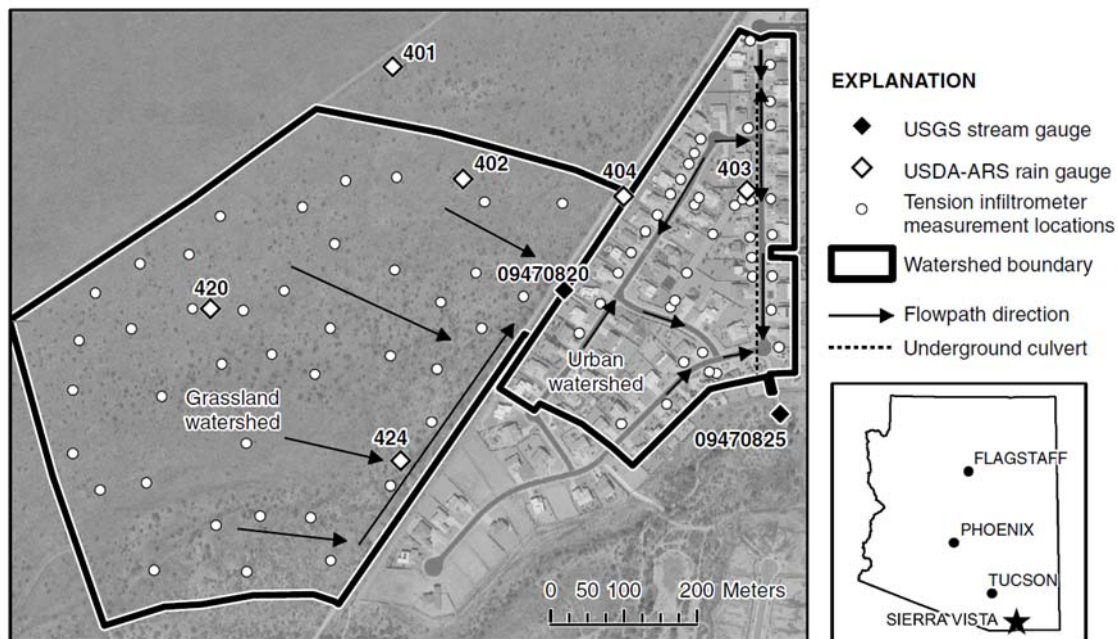 401
402
404
403
09470820
420
Urban
watershed
Grassland
watershed
424
09470825
0 50 100 200 Meters
EXPLANATION
USGS stream gauge
USDA-ARS rain gauge
Tension infiltrometer
measurement locations
Watershed boundary
Flowpath direction
Underground culvert
FLAGSTAFF
PHOENIX
TUCSON
SIERRA VISTA